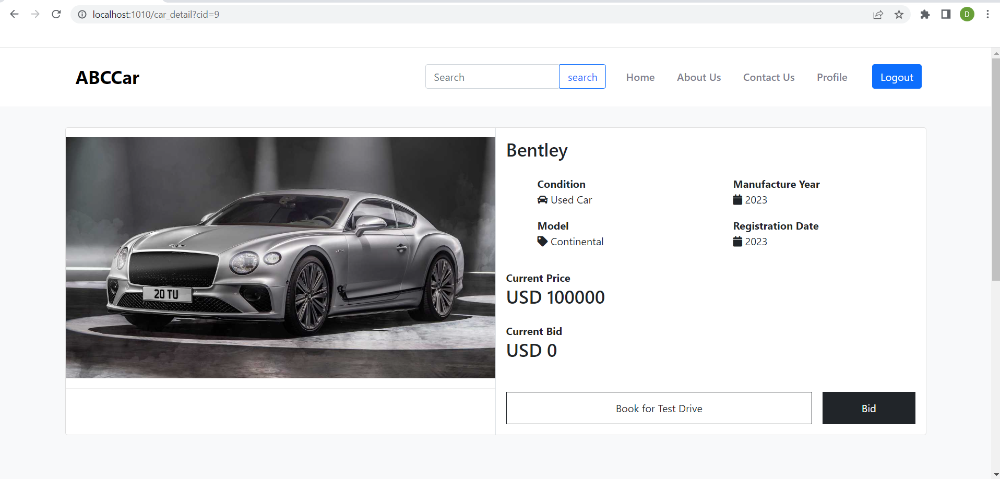 localhost:1010/car_detail?cid=9
D
ABCCar
Search
search
Home
About Us
Contact Us
Profile
Logout
20 TU
Bentley
Condition
Used Car
Manufacture Year
2023
Model
Continental
Registration Date
2023
Current Price
USD 100000
Current Bid
USD 0
Book for Test Drive
Bid